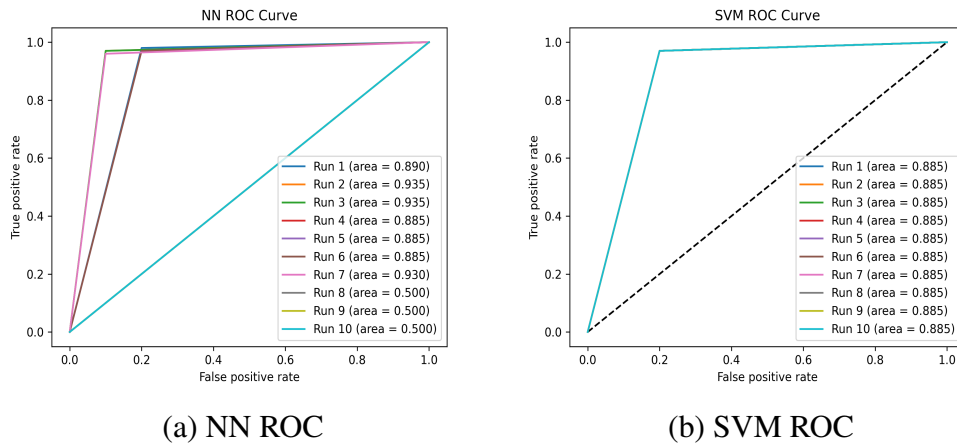 NN ROC Curve
True positive rate
1.0
0.8
0.6
0.4
0.2
0.0
Run 1 (area = 0.890)
Run 2 (area = 0.935)
Run 3 (area = 0.935)
Run 4 (area = 0.885)
Run 5 (area = 0.885)
Run 6 (area = 0.885)
Run 7 (area = 0.930)
Run 8 (area = 0.500)
Run 9 (area = 0.500)
Run 10 (area = 0.500)
0.0 0.2 0.4 0.6 0.8 1.0
False positive rate
(a) NN ROC
SVM ROC Curve
True positive rate
1.0
0.8
0.6
0.4
0.2
0.0
Run 1 (area = 0.885)
Run 2 (area = 0.885)
Run 3 (area = 0.885)
Run 4 (area = 0.885)
Run 5 (area = 0.885)
Run 6 (area = 0.885)
Run 7 (area = 0.885)
Run 8 (area = 0.885)
Run 9 (area = 0.885)
Run 10 (area = 0.885)
0.0 0.2 0.4 0.6 0.8 1.0
False positive rate
(b) SVM ROC